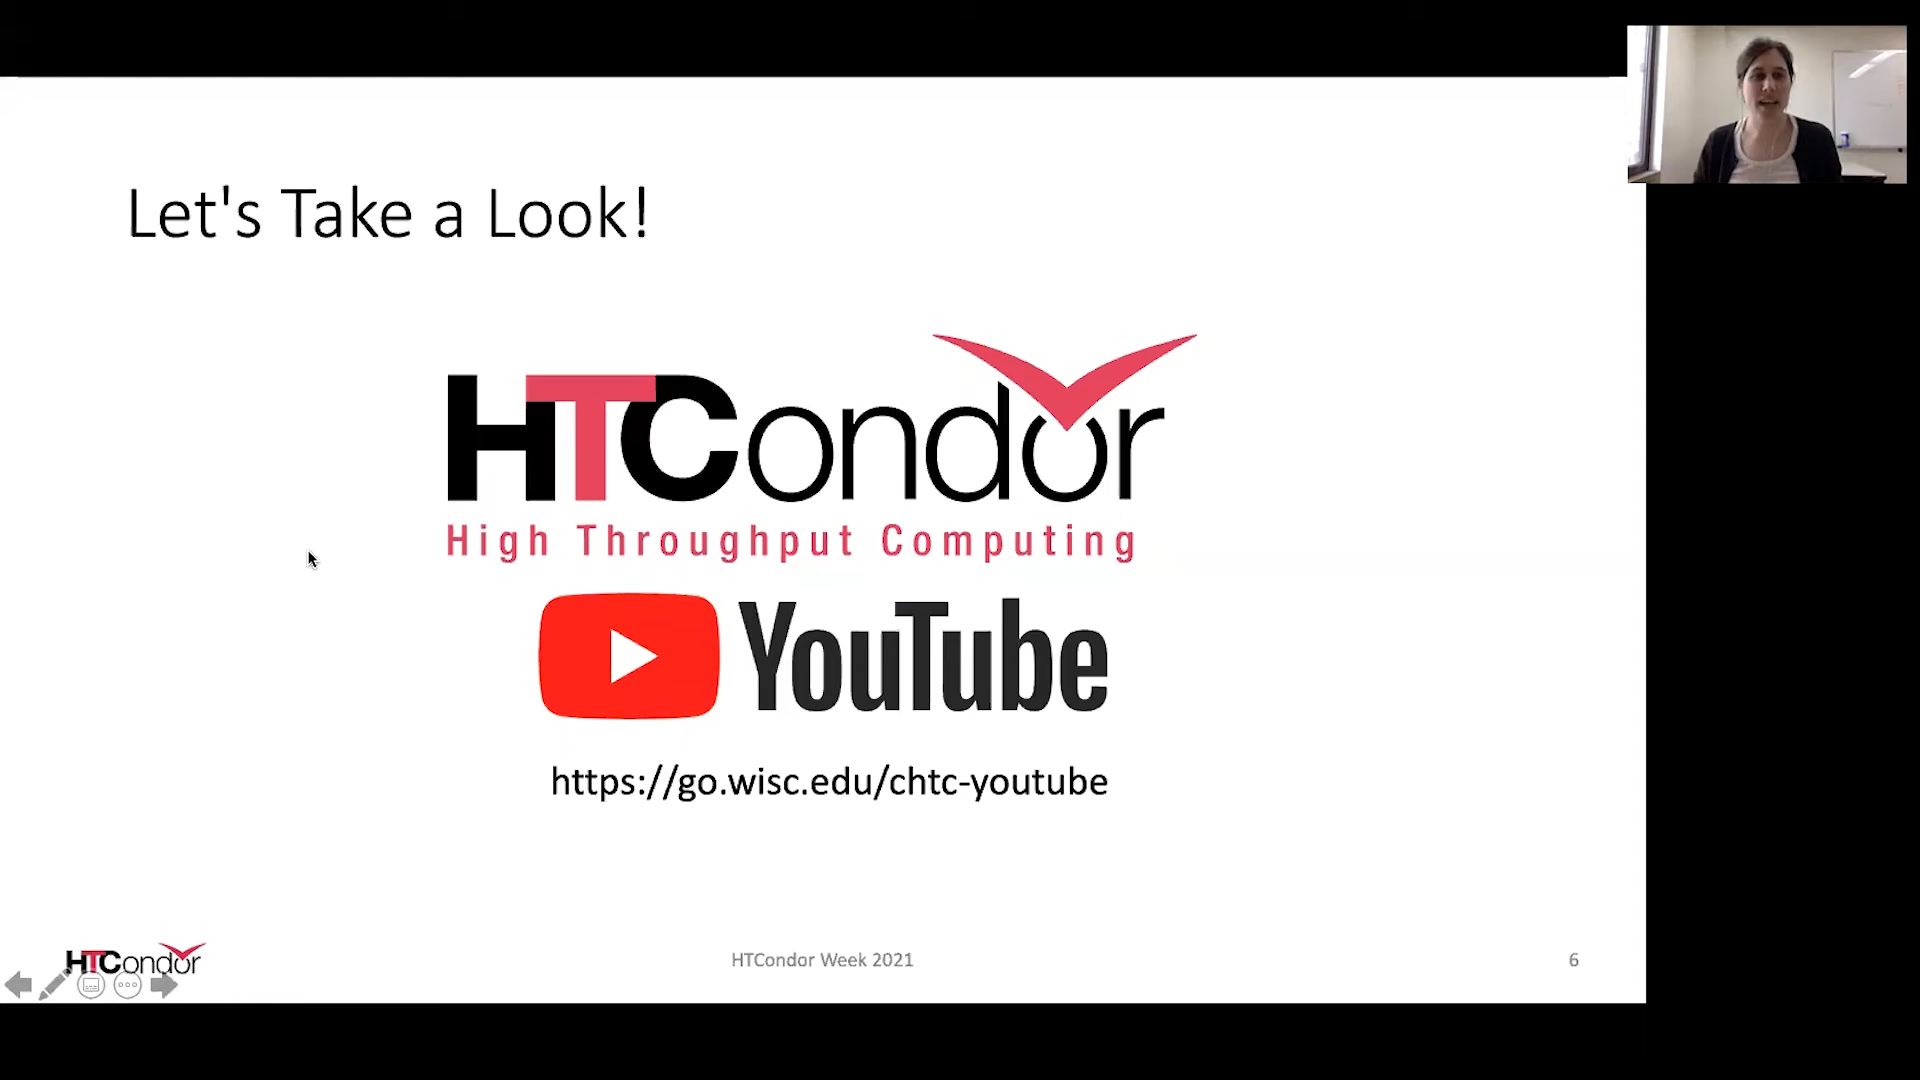 Let's Take a Look!
HTCondor
High Throughput Computing
YouTube
https://go.wisc.edu/chtc-youtube
HTCondor
HTCondor Week 2021
6